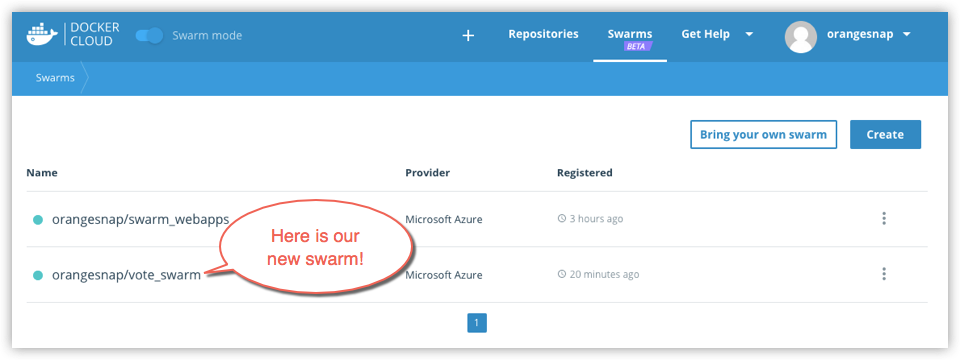 DOCKER
CLOUD
Swarm mode
+
Repositories
Swarms
BETA
Get Help
orangesnap
Swarms
Bring your own swarm
Create
Name Provider Registered
orangesnap/swarm_webapps Microsoft Azure 3 hours ago
Here is our
new swarm!
orangesnap/vote_swarm Microsoft Azure 20 minutes ago
1